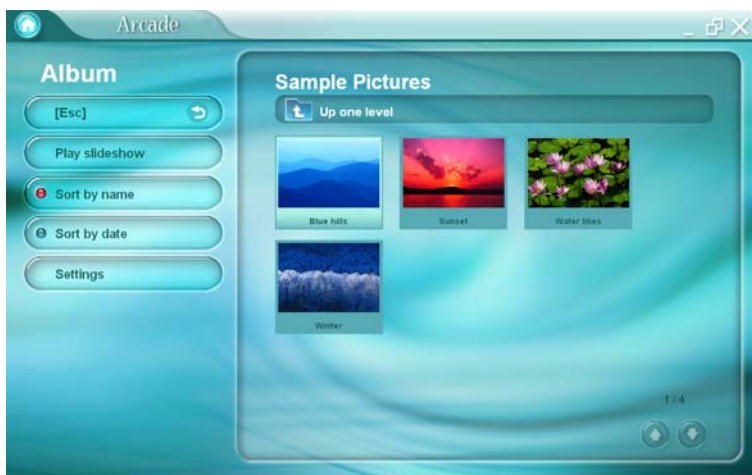 Arcade
Album
[Esc]
Play slideshow
Sort by name
Sort by date
Settings
Sample Pictures
Up one level
Blue hills
Sunset
Water lilies
Winter
1 / 4